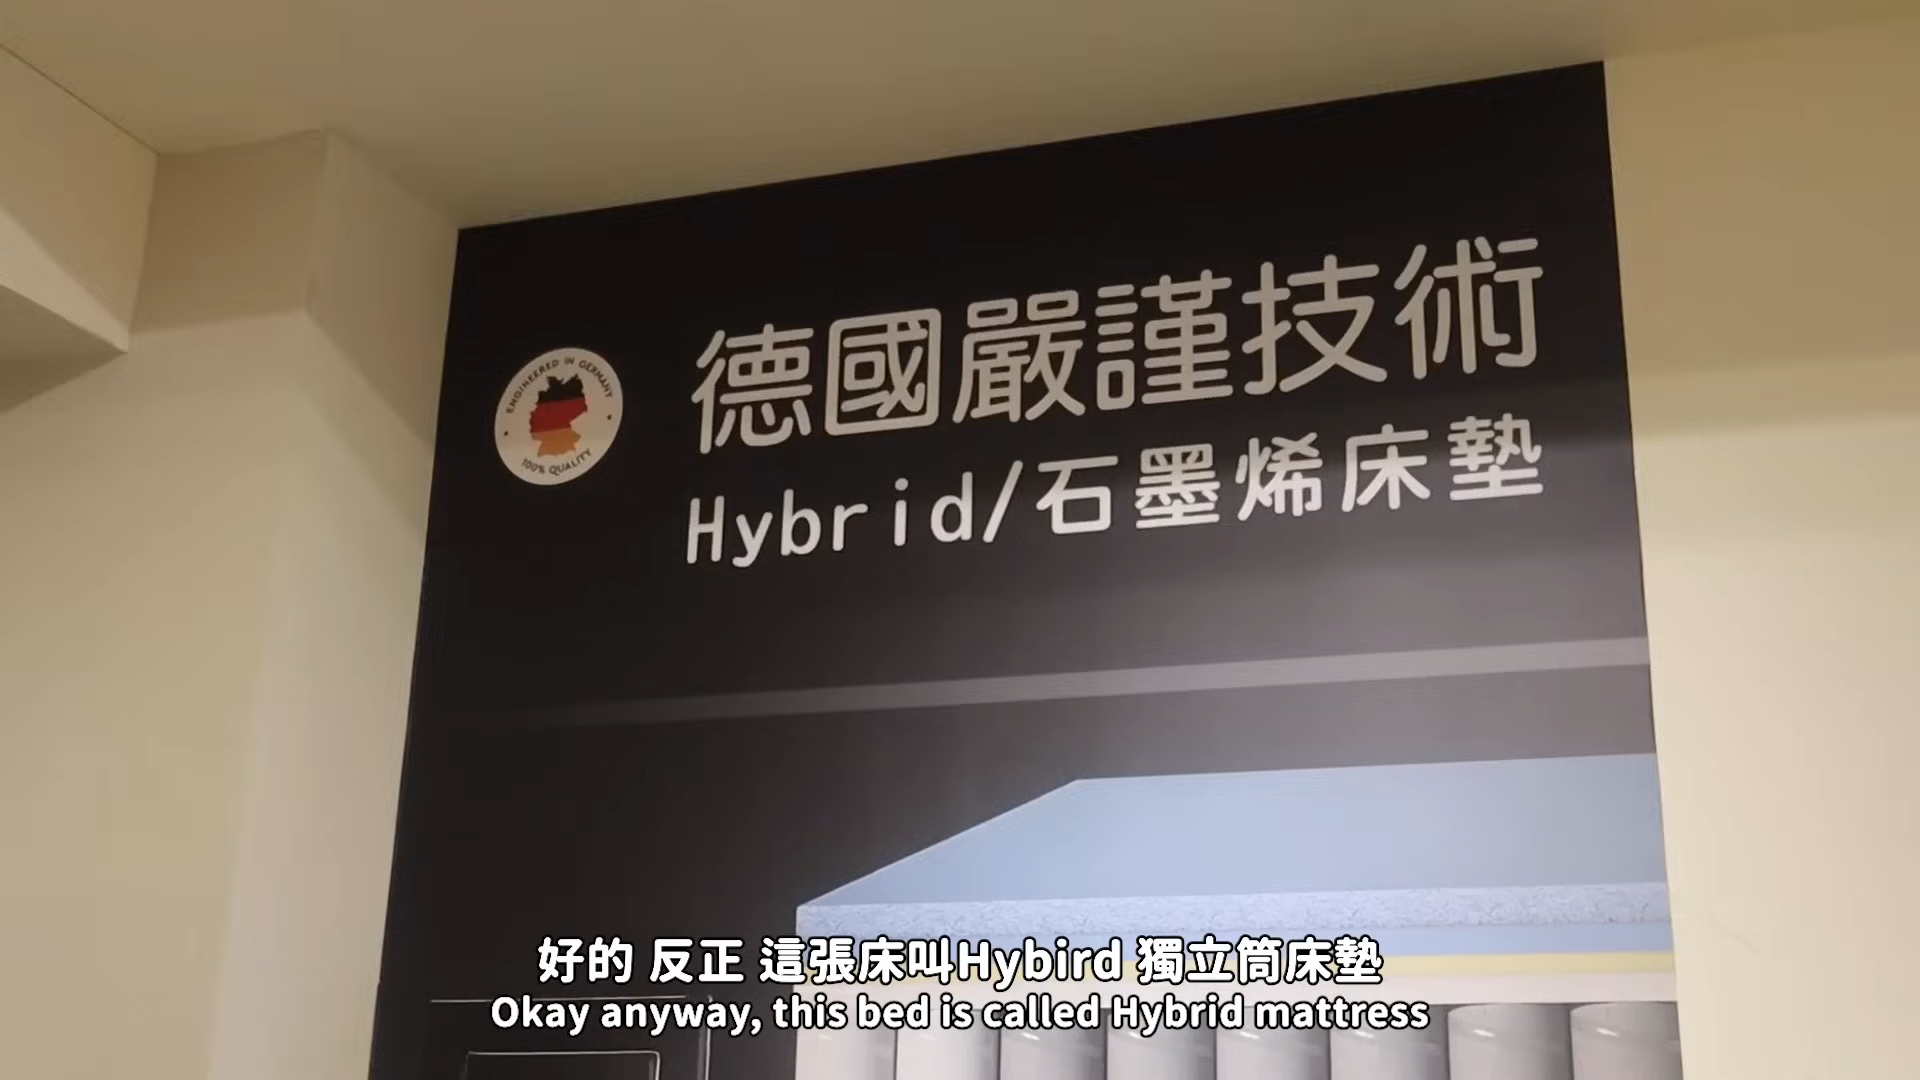 德國嚴謹技術
ENGINEERED IN GERMANY
100% QUALITY
Hybrid/石墨烯床墊
好的 反正 這張床叫Hybird 獨立筒床墊
Okay anyway, this bed is called Hybrid mattress